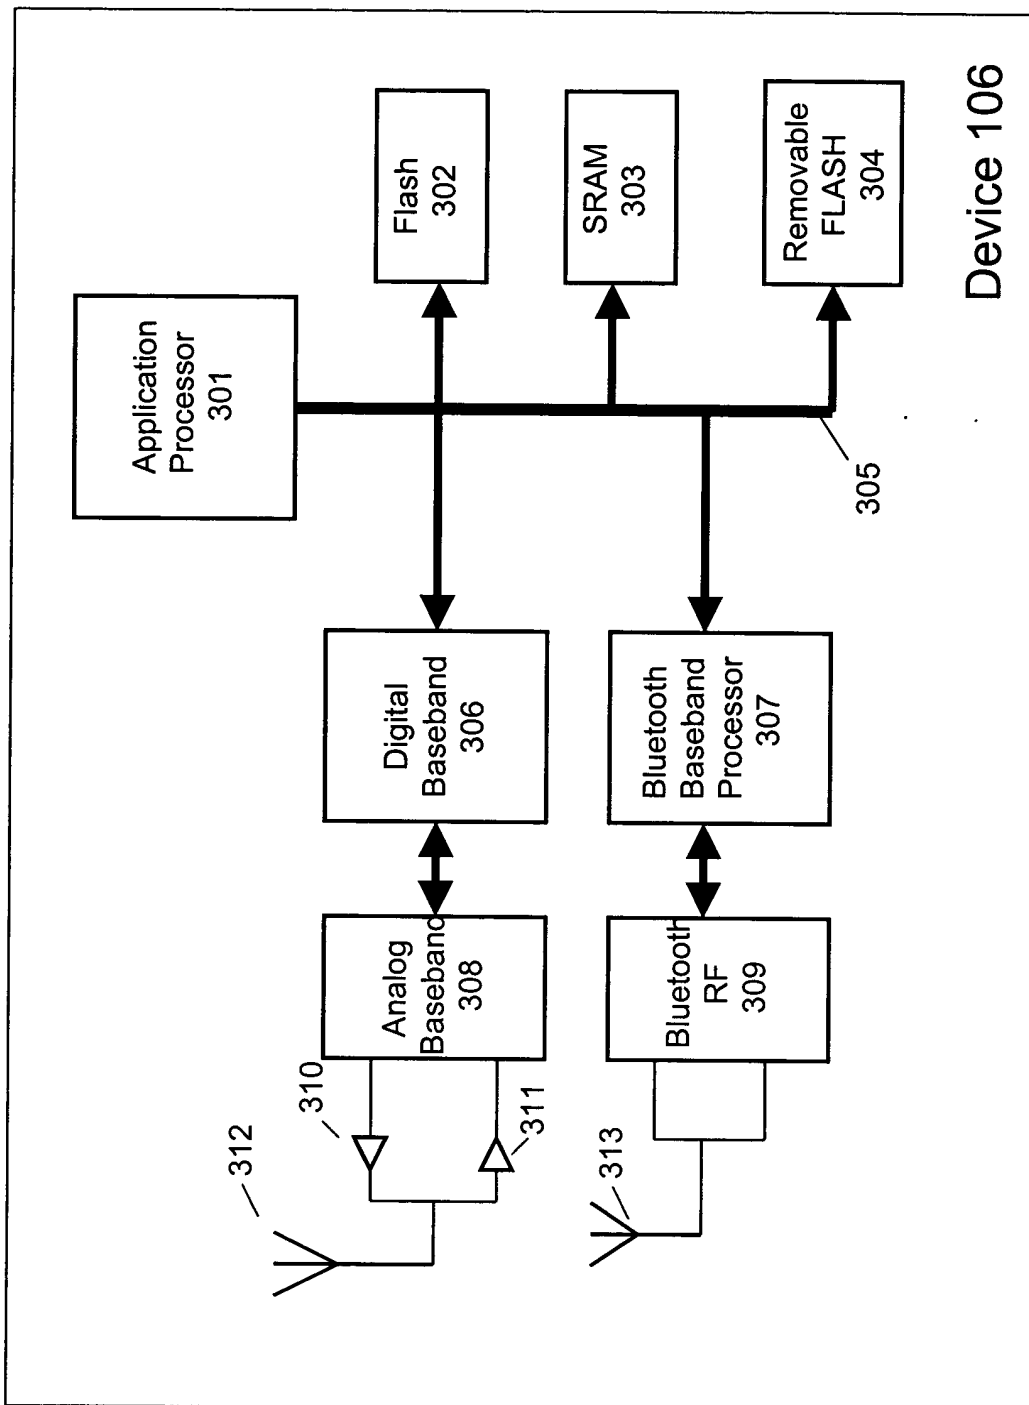 Application
Processor
301
Flash
302
SRAM
303
Removable
FLASH
304
305
Digital
Baseband
306
Bluetooth
Baseband
Processor
307
Analog
Baseband
308
Bluetooth
RF
309
310
311
312
313
Device 106